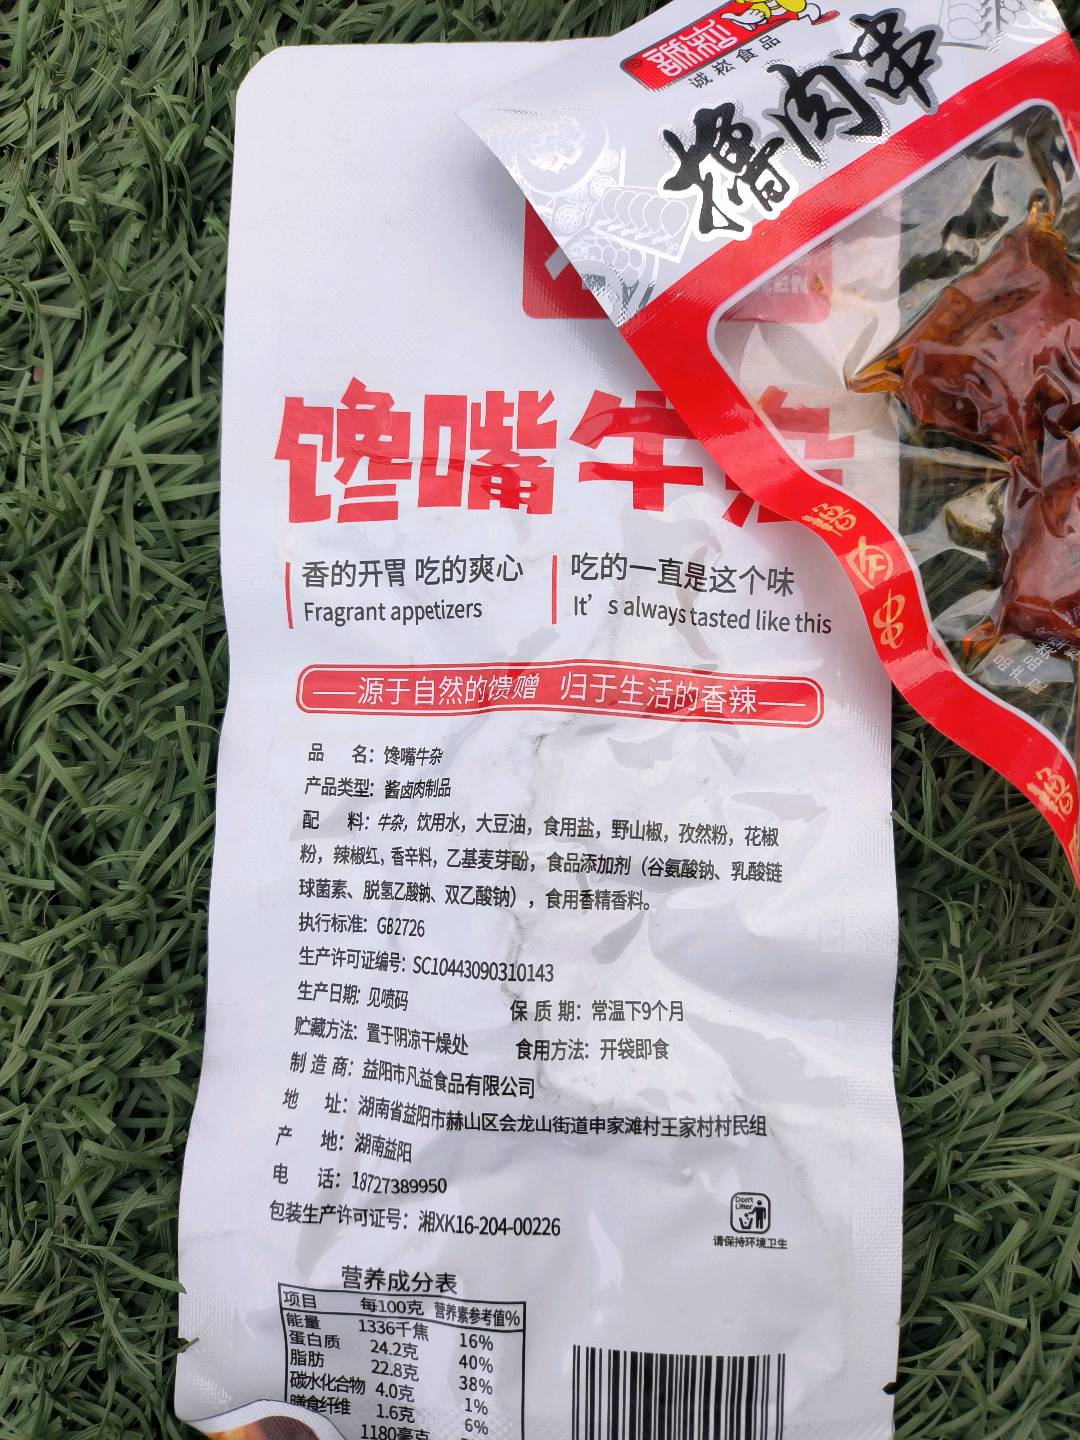 誠崧
诚崧食品
撸肉串
馋嘴牛杂
撸肉串
香的开胃 吃的爽心
吃的一直是这个味
Fragrant appetizers
It's always tasted like this
——源于自然的馈赠 归于生活的香辣——
品 名：馋嘴牛杂
产品类型：酱卤肉制品
配 料：牛杂，饮用水，大豆油，食用盐，野山椒，孜然粉，花椒
粉，辣椒红，香辛料，乙基麦芽酚，食品添加剂（谷氨酸钠、乳酸链
球菌素、脱氢乙酸鈉、双乙酸钠），食用香精香料。
执行标准：GB2726
生产许可证编号：SC10443090310143
生产日期：见喷码
保 质 期：常温下9个月
贮藏方法：置于阴凉干燥处
食用方法：开袋即食
制 造 商：益阳市凡益食品有限公司
地 址：湖南省益阳市赫山区会龙山街道申家滩村王家村村民组
产 地：湖南益阳
电 话：18727389950
包装生产许可证号：湘XK16-204-00226
Don't
Litter
请保持环境卫生
营养成分表
项目 每100克 营养素参考值%
能量 1336千焦 16%
蛋白质 24.2克 40%
脂肪 22.8克 38%
碳水化合物 4.0克 1%
膳食纤维 1.6克 6%
1180毫克